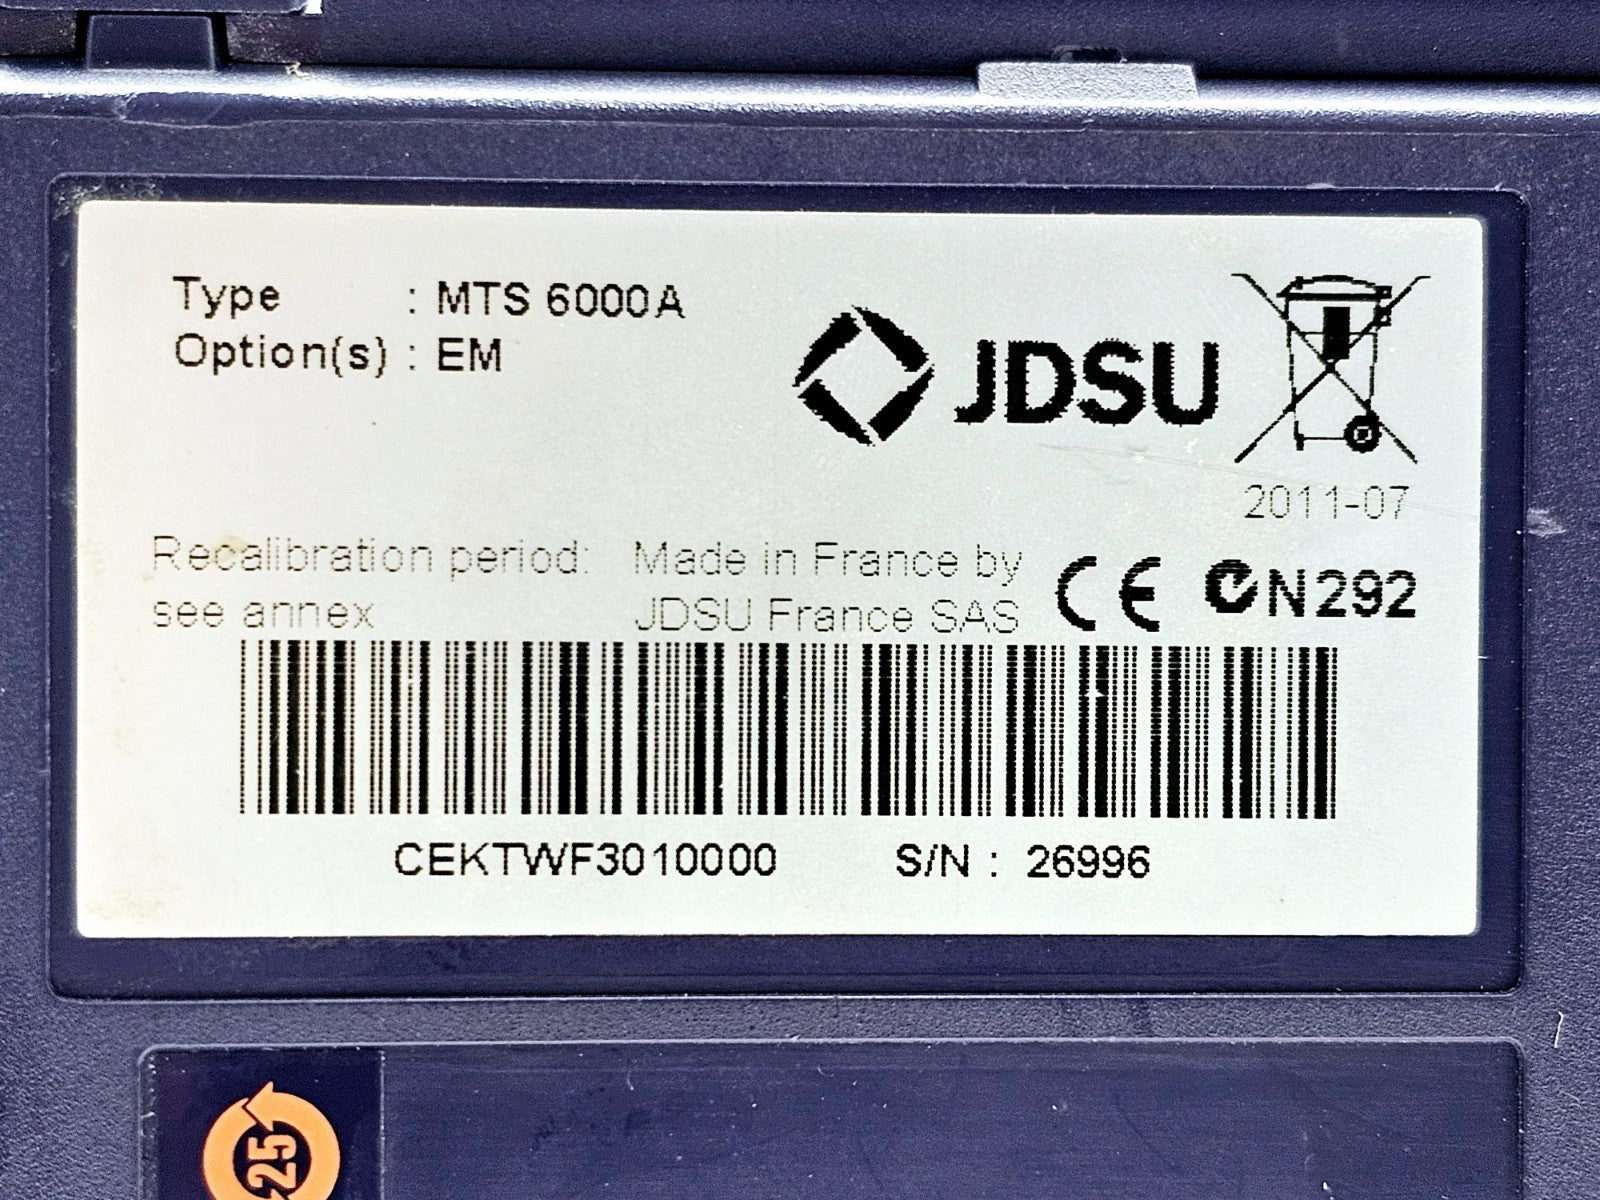 Type : MTS 6000A
Option(s) : EM
JDSU
2011-07
Recalibration period:
see annex
Made in France by
JDSU France SAS
CE N292
CEKTWF3010000 S/N : 26996
25